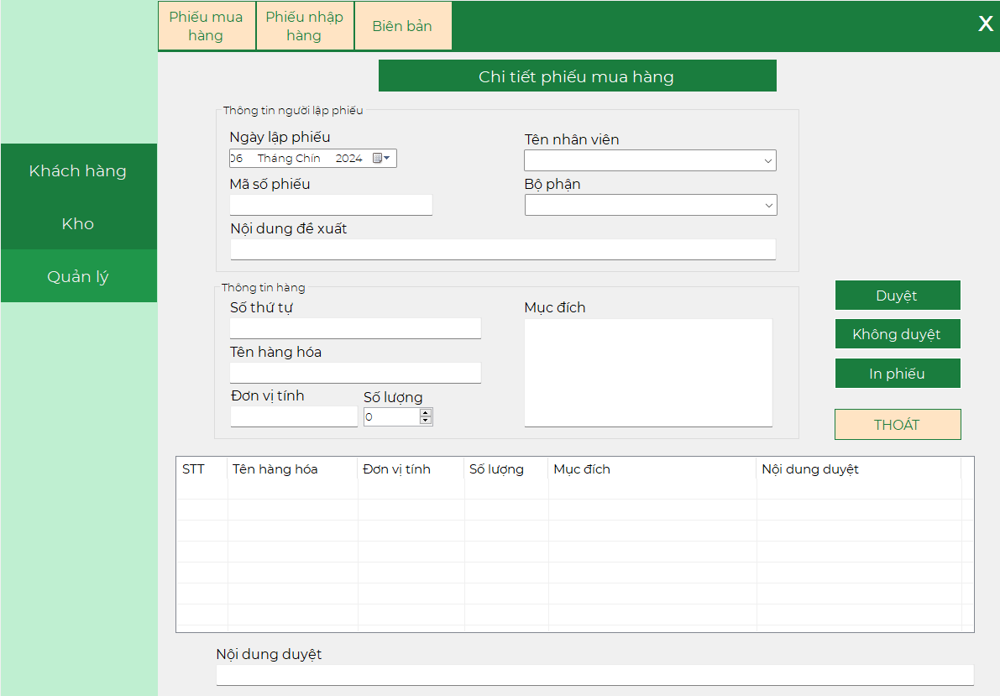 Phiếu mua
hàng
Phiếu nhập
hàng
Biên bản
X
Chi tiết phiếu mua hàng
Khách hàng
Kho
Quản lý
Thông tin người lập phiếu
Ngày lập phiếu
06 Tháng Chín 2024
Tên nhân viên
Mã số phiếu
Bộ phận
Nội dung đề xuất
Thông tin hàng
Số thứ tự
Mục đích
Tên hàng hóa
Đơn vị tính
Số lượng
0
Duyệt
Không duyệt
In phiếu
THOÁT
STT Tên hàng hóa Đơn vị tính Số lượng Mục đích Nội dung duyệt
Nội dung duyệt